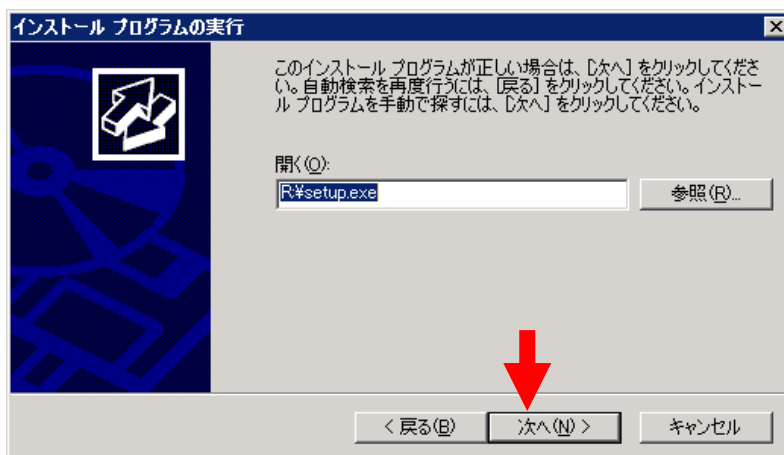 インストール プログラムの実行
このインストール プログラムが正しい場合は、[次へ] をクリックしてくださ
い。自動検索を再度行うには、[戻る] をクリックしてください。インストー
ル プログラムを手動で探すには、[次へ] をクリックしてください。
開く(O):
R:¥setup.exe
参照(R)...
< 戻る(B)
次へ(N) >
キャンセル